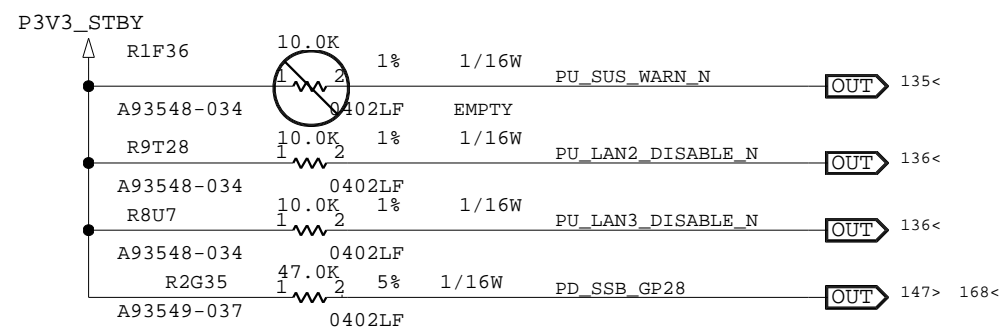 P3V3_STBY
R1F36 10.0K 1% 1/16W
1 2 PU_SUS_WARN_N OUT 135<
A93548-034 0402LF EMPTY
R9T28 10.0K 1% 1/16W
1 2 PU_LAN2_DISABLE_N OUT 136<
A93548-034 0402LF
R8U7 10.0K 1% 1/16W
1 2 PU_LAN3_DISABLE_N OUT 136<
A93548-034 0402LF
R2G35 47.0K 5% 1/16W
1 2 PD_SSB_GP28 OUT 147> 168<
A93549-037 0402LF